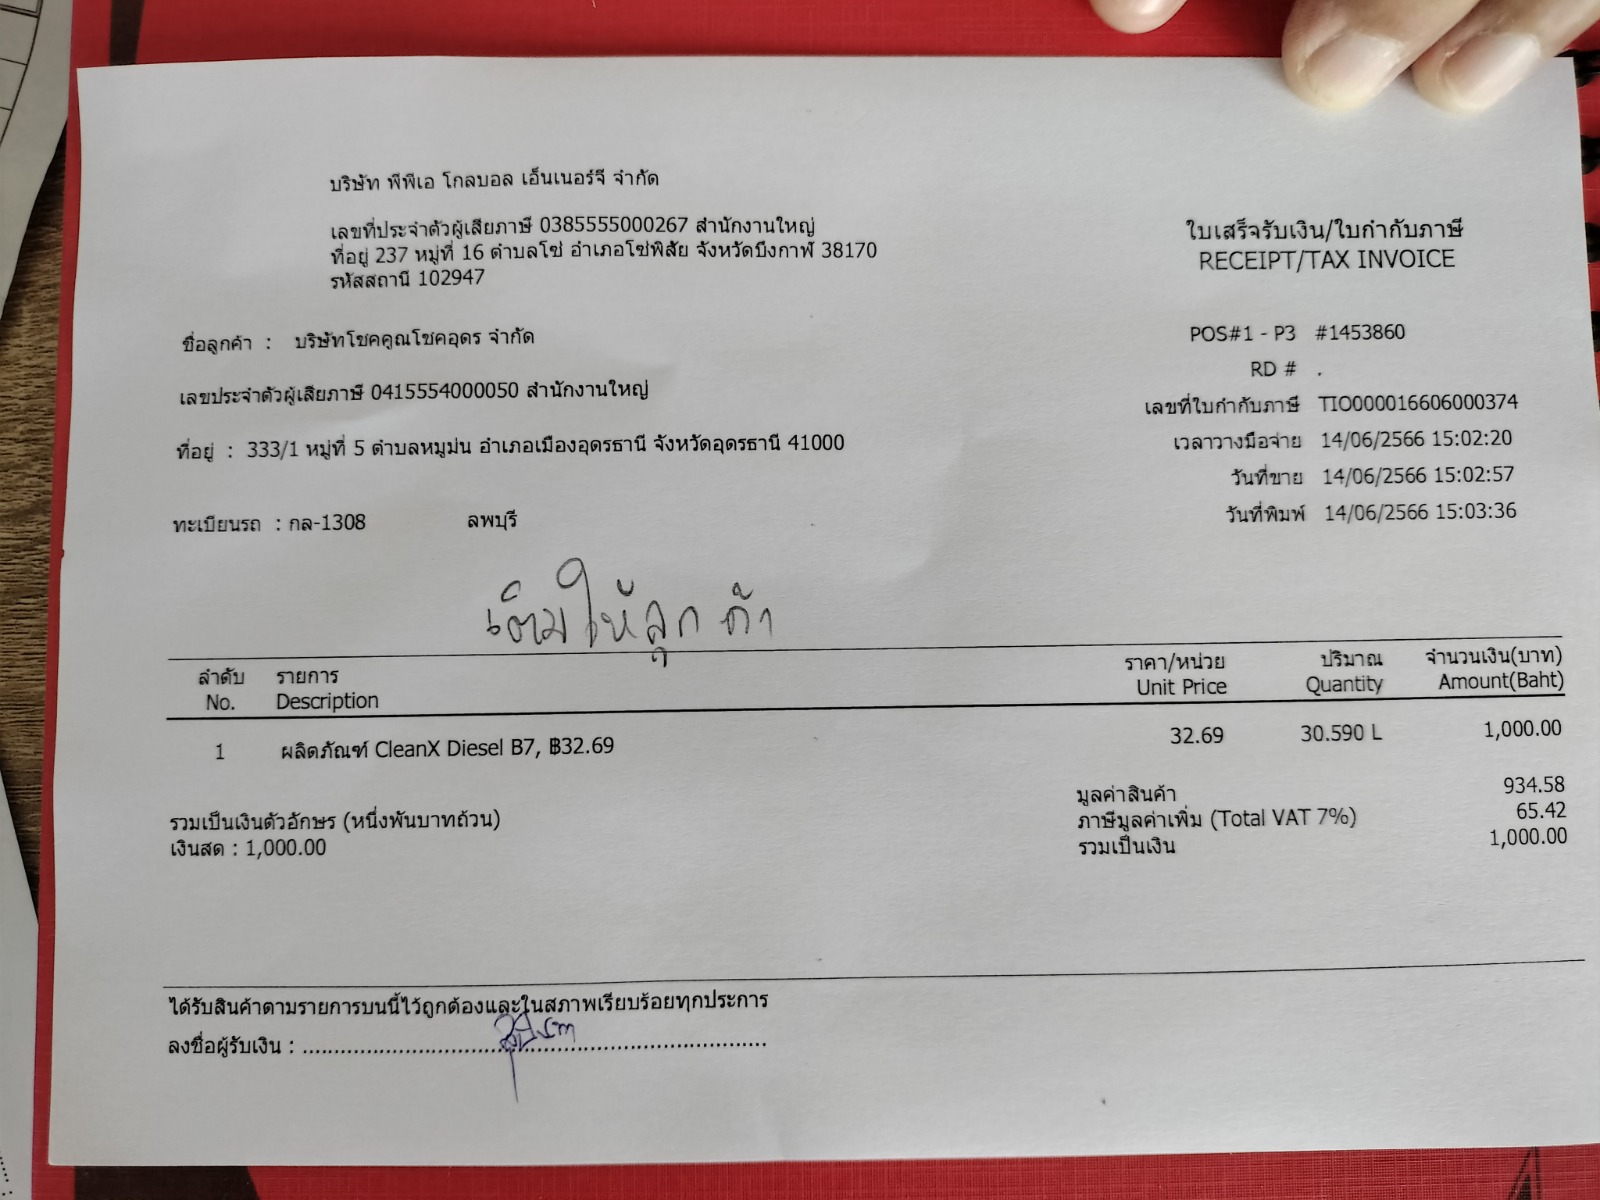 บริษัท พีพีเอ โกลบอล เอ็นเนอร์จี จำกัด
เลขที่ประจำตัวผู้เสียภาษี 0385555000267 สำนักงานใหญ่
ที่อยู่ 237 หมู่ที่ 16 ตำบลโซ่ อำเภอโซ่พิสัย จังหวัดบึงกาฬ 38170
รหัสสถานี 102947
ใบเสร็จรับเงิน/ใบกำกับภาษี
RECEIPT/TAX INVOICE
ชื่อลูกค้า : บริษัทโชคคูณโชคอุดร จำกัด
เลขประจำตัวผู้เสียภาษี 0415554000050 สำนักงานใหญ่
ที่อยู่ : 333/1 หมู่ที่ 5 ตำบลหมูม่น อำเภอเมืองอุดรธานี จังหวัดอุดรธานี 41000
ทะเบียนรถ : กล-1308 ลพบุรี
POS#1 - P3 #1453860
RD # .
เลขที่ใบกำกับภาษี TIO000016606000374
เวลาวางมือจ่าย 14/06/2566 15:02:20
วันที่ขาย 14/06/2566 15:02:57
วันที่พิมพ์ 14/06/2566 15:03:36
เติมให้ลูกค้า
ลำดับ รายการ ราคา/หน่วย ปริมาณ จำนวนเงิน(บาท)
No. Description Unit Price Quantity Amount(Baht)
1 ผลิตภัณฑ์ CleanX Diesel B7, ฿32.69 32.69 30.590 L 1,000.00
มูลค่าสินค้า 934.58
ภาษีมูลค่าเพิ่ม (Total VAT 7%) 65.42
รวมเป็นเงิน 1,000.00
รวมเป็นเงินตัวอักษร (หนึ่งพันบาทถ้วน)
เงินสด : 1,000.00
ได้รับสินค้าตามรายการบนนี้ไว้ถูกต้องและในสภาพเรียบร้อยทุกประการ
ลงชื่อผู้รับเงิน : ........................................................................